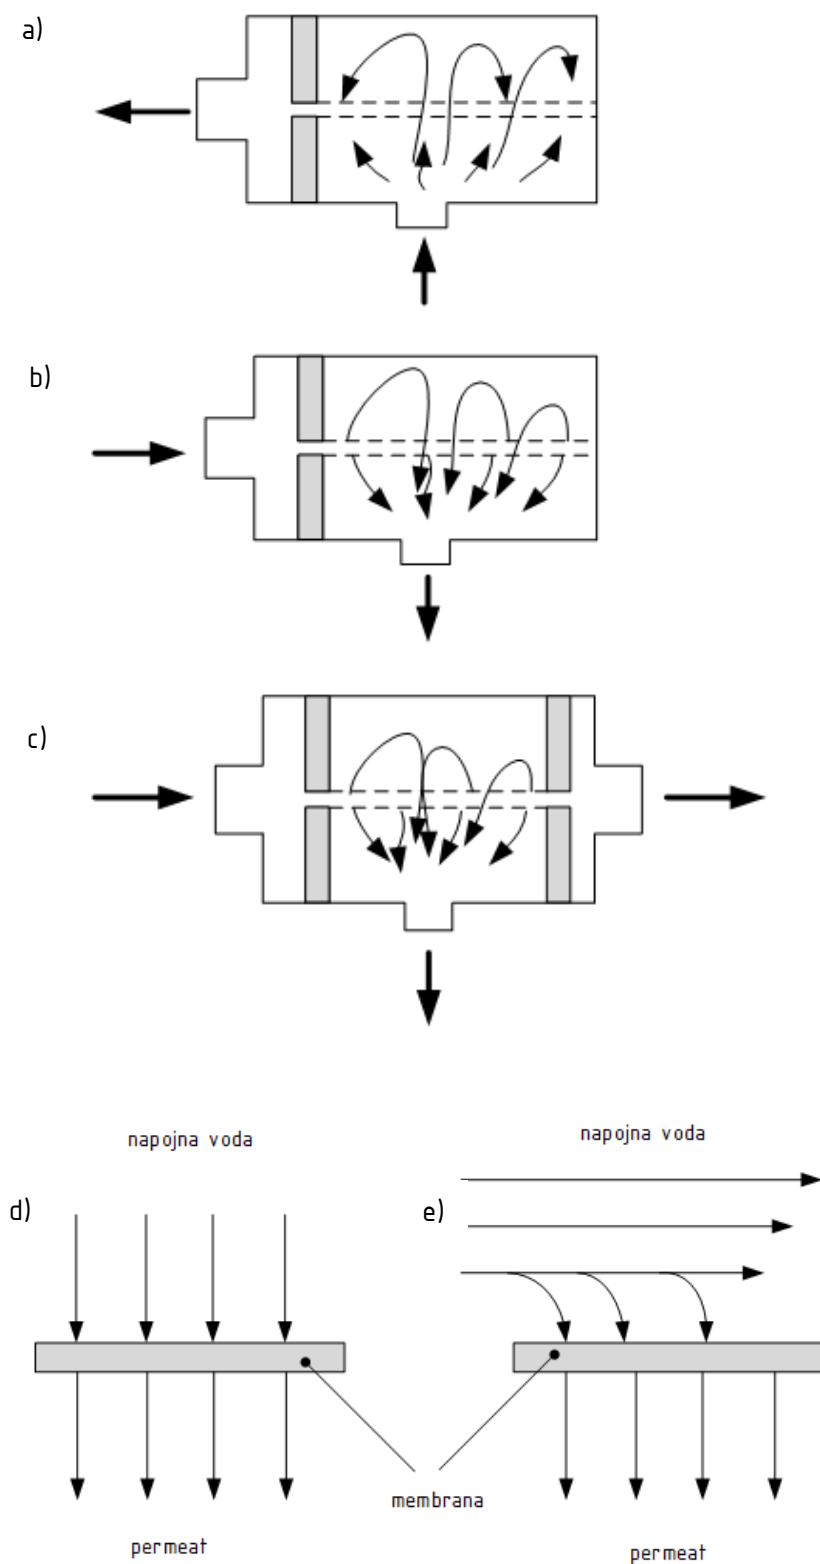 a)
b)
c)
napojna voda
napojna voda
d)
e)
membrana
permeat
permeat